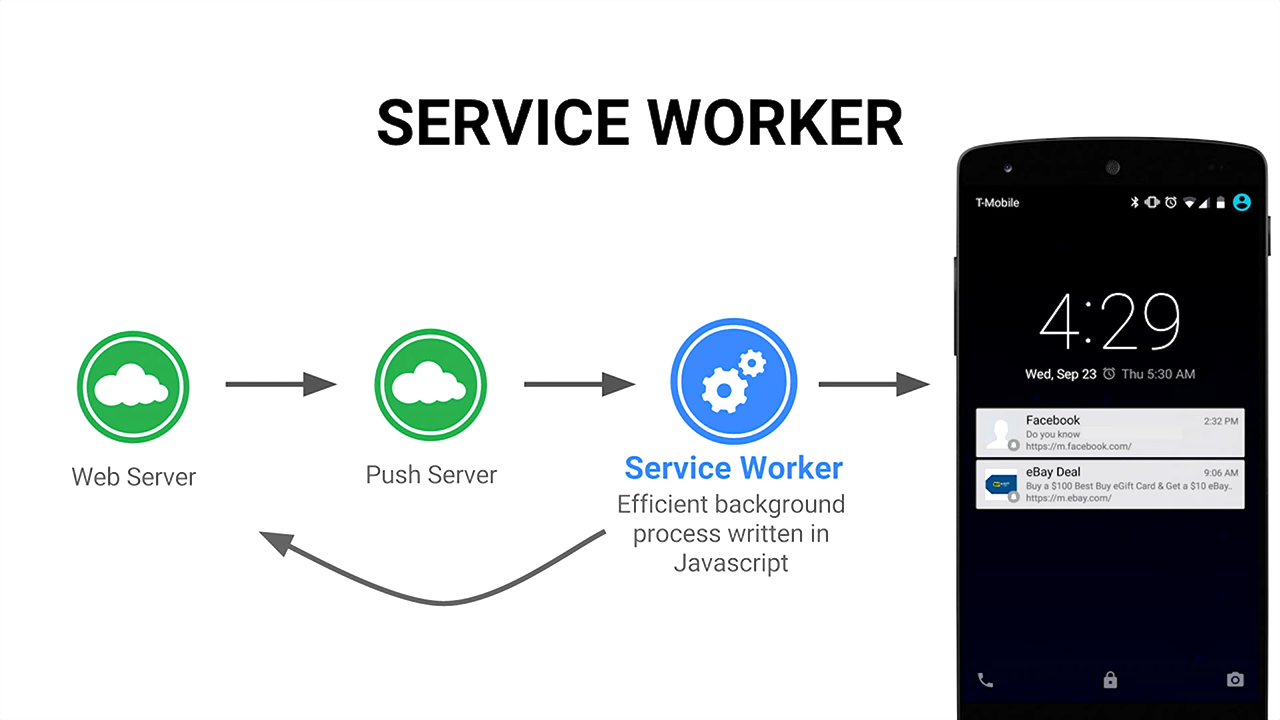 SERVICE WORKER
T-Mobile
4:29
Wed, Sep 23 Thu 5:30 AM
Facebook 2:32 PM
Do you know
https://m.facebook.com/
eBay Deal 9:06 AM
Buy a $100 Best Buy eGift Card & Get a $10 eBay..
https://m.ebay.com/
Web Server
Push Server
Service Worker
Efficient background
process written in
Javascript